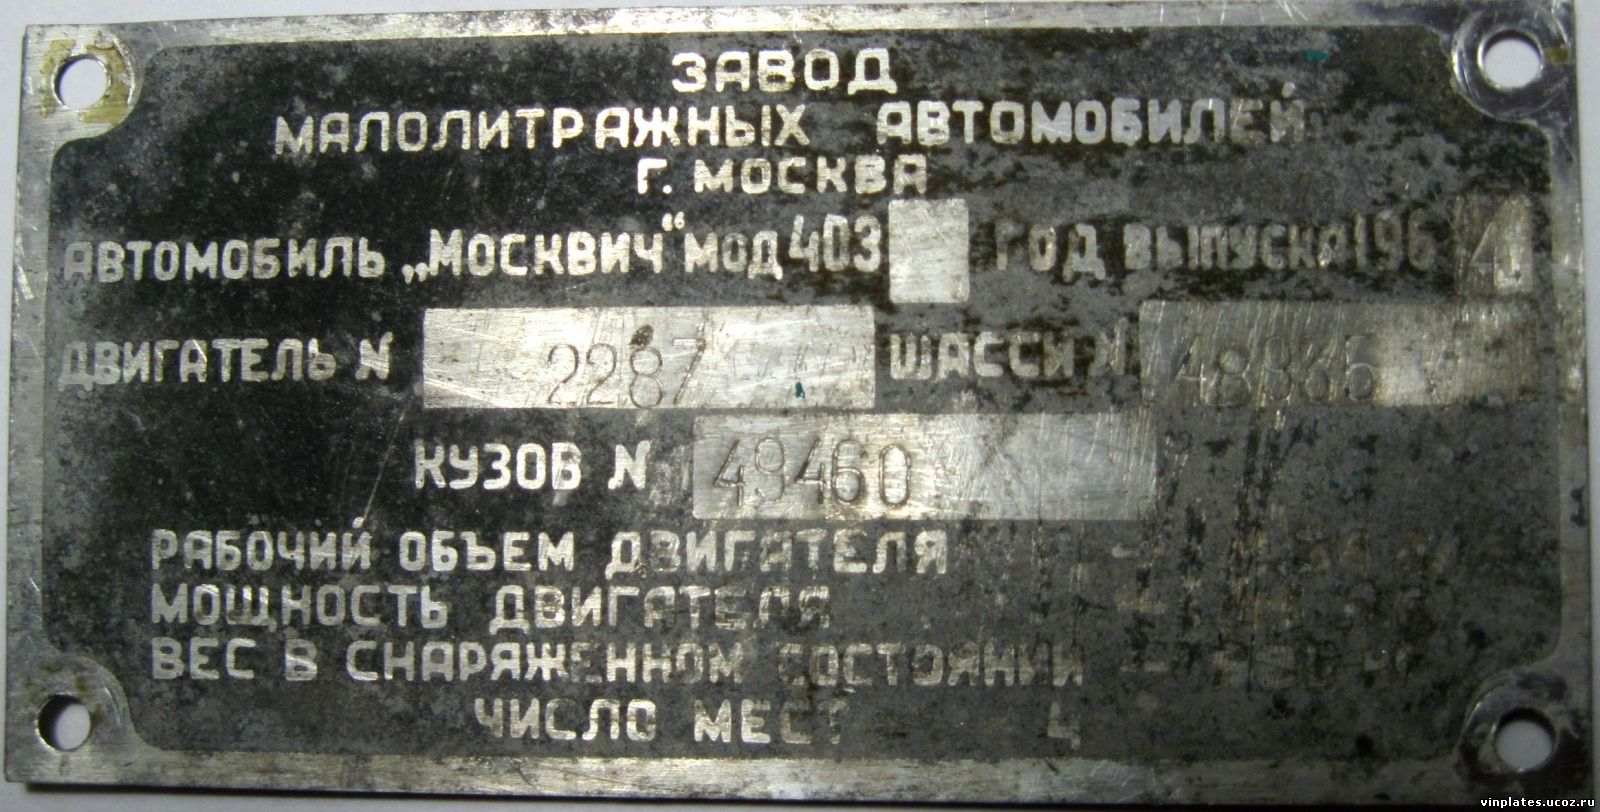 ЗАВОД
МАЛОЛИТРАЖНЫХ АВТОМОБИЛЕЙ
Г. МОСКВА
АВТОМОБИЛЬ „МОСКВИЧ“ МОД 403 ГОД ВЫПУСКА 196 4
ДВИГАТЕЛЬ N 2287 ШАССИ N
КУЗОВ N 49460
РАБОЧИЙ ОБЪЕМ ДВИГАТЕЛЯ
МОЩНОСТЬ ДВИГАТЕЛЯ
ВЕС В СНАРЯЖЕННОМ СОСТОЯНИИ
ЧИСЛО МЕСТ 4
vinplates.ucoz.ru